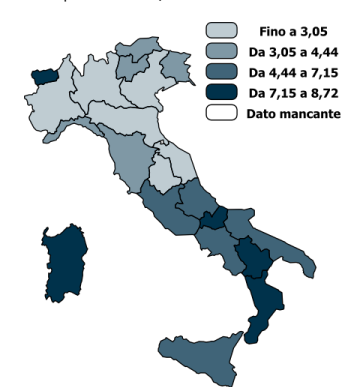 Fino a 3,05
Da 3,05 a 4,44
Da 4,44 a 7,15
Da 7,15 a 8,72
Dato mancante